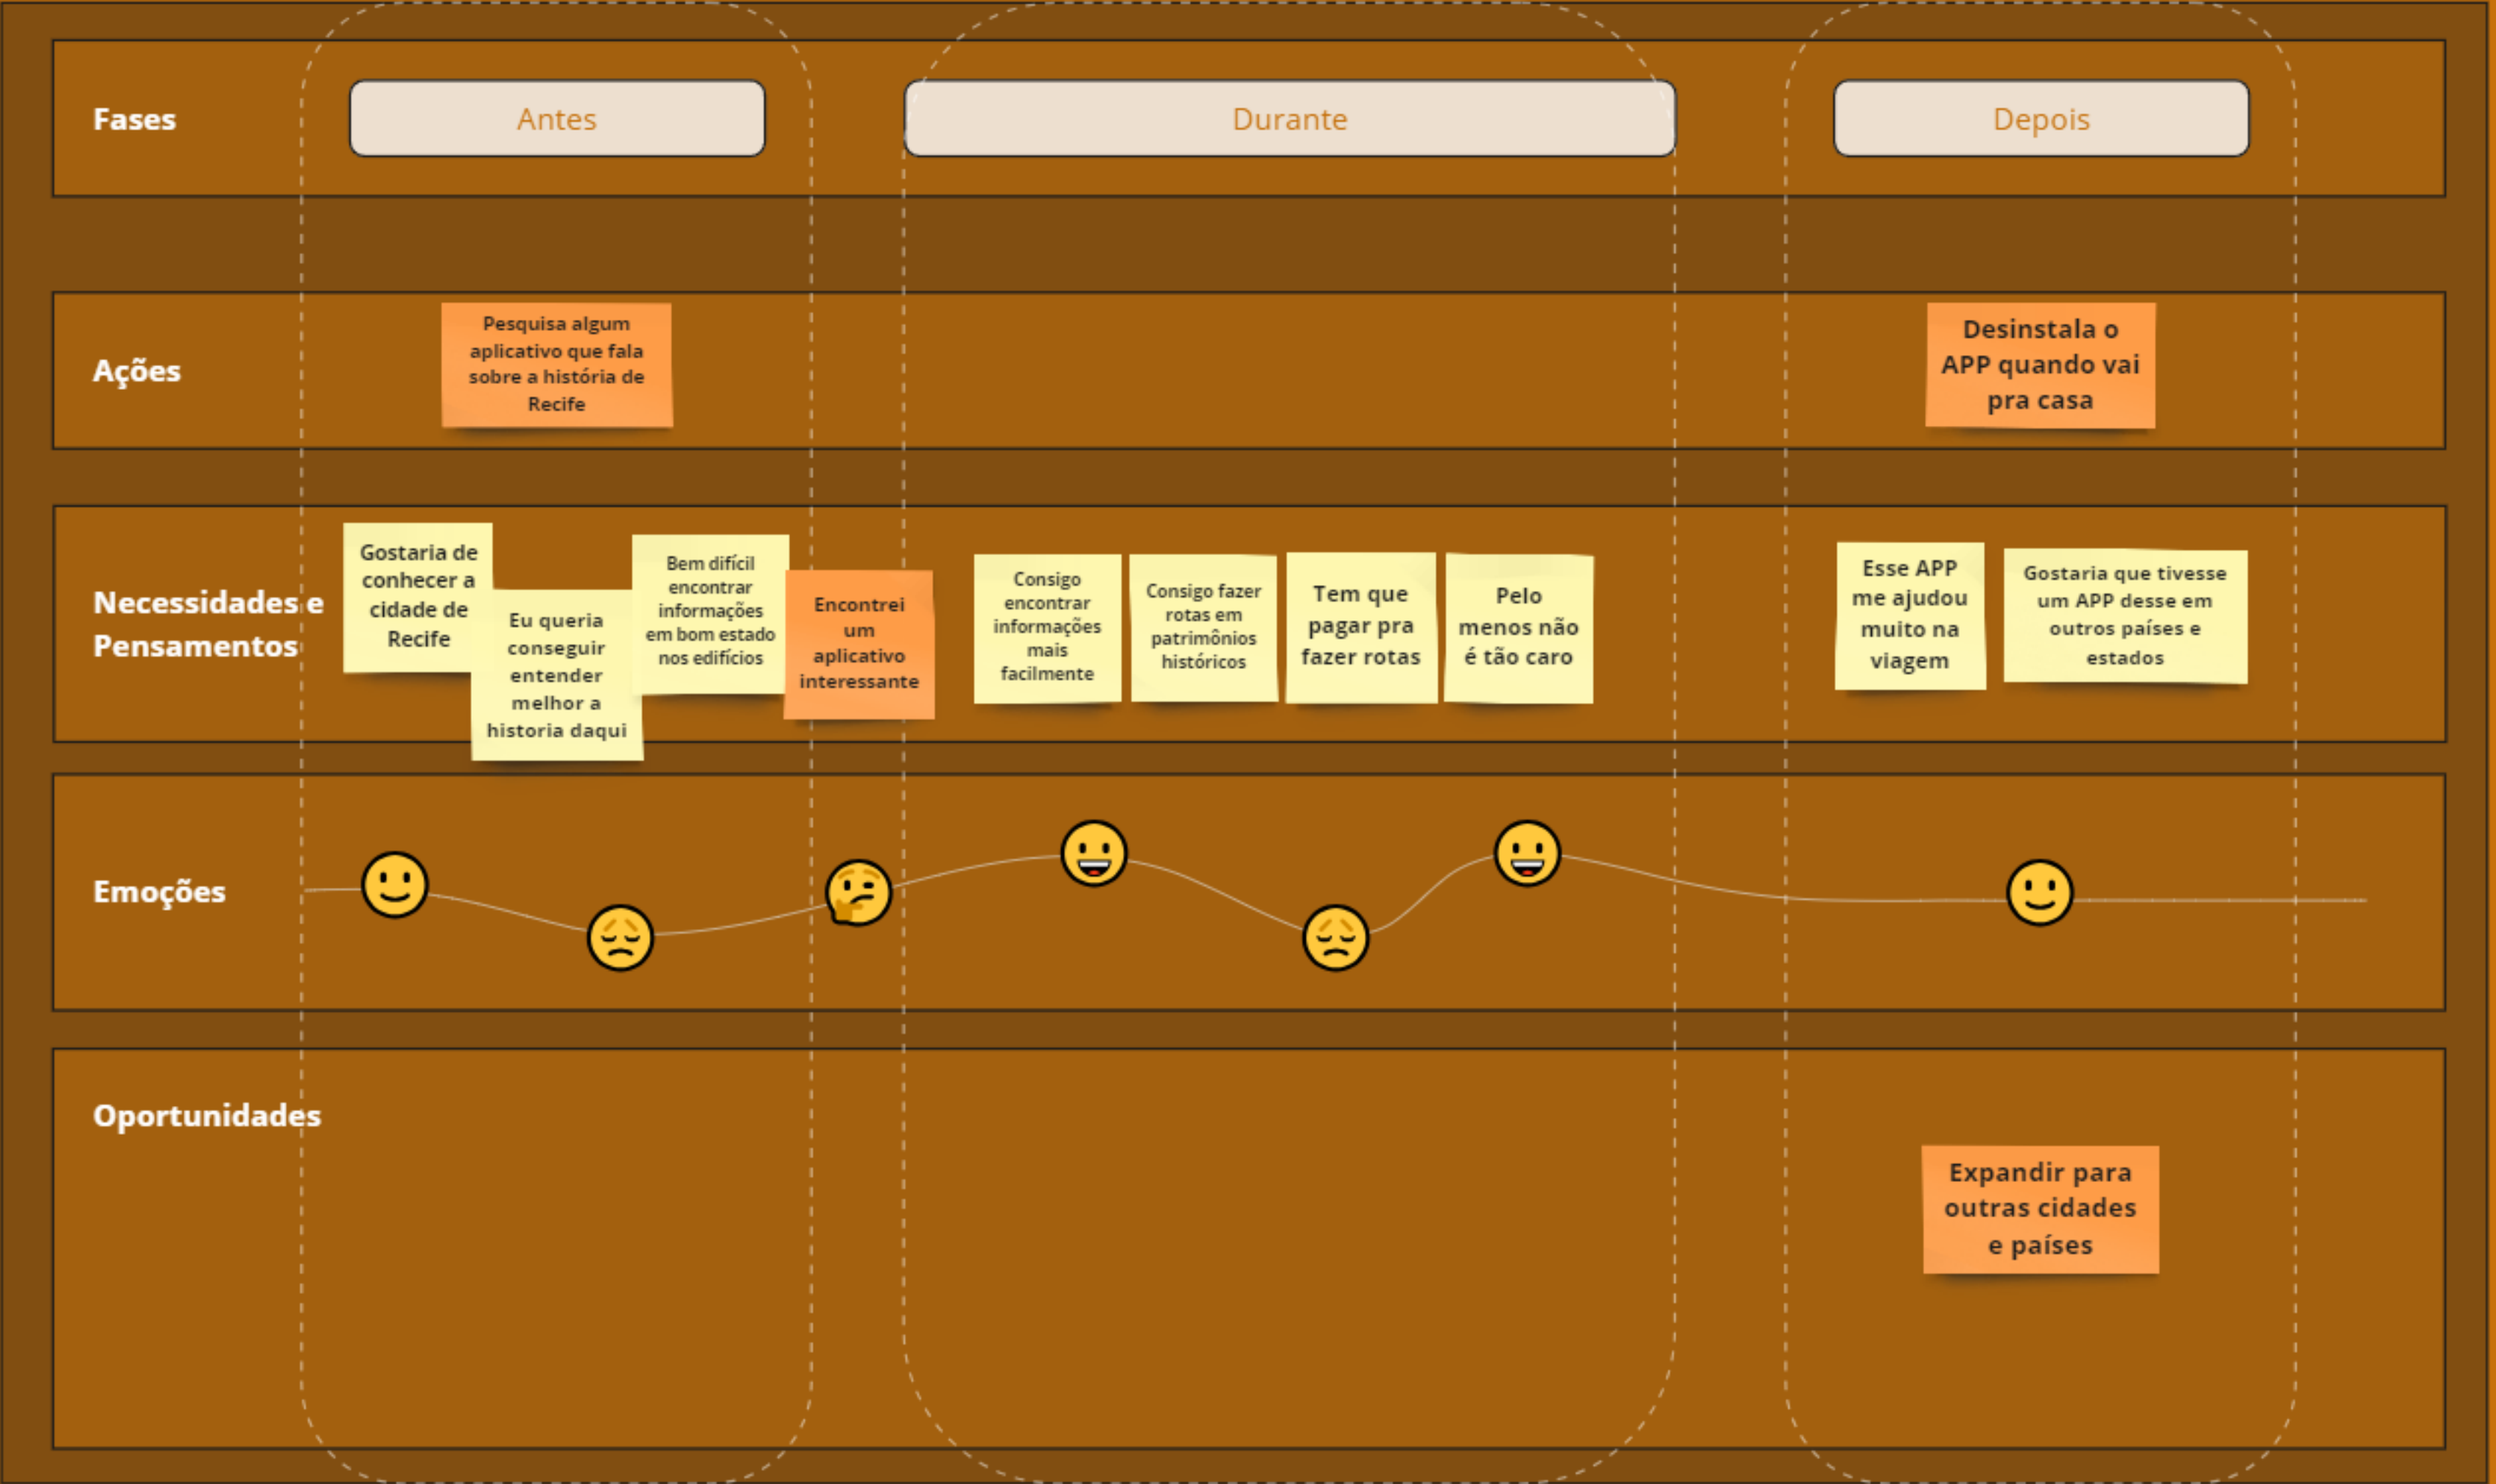 Fases
Antes
Durante
Depois
Ações
Pesquisa algum
aplicativo que fala
sobre a história de
Recife
Desinstala o
APP quando vai
pra casa
Necessidades e
Pensamentos
Gostaria de
conhecer a
cidade de
Recife
Eu queria
conseguir
entender
melhor a
historia daqui
Bem difícil
encontrar
informações
em bom estado
nos edifícios
Encontrei
um
aplicativo
interessante
Consigo
encontrar
informações
mais
facilmente
Consigo fazer
rotas em
patrimônios
históricos
Tem que
pagar pra
fazer rotas
Pelo
menos não
é tão caro
Esse APP
me ajudou
muito na
viagem
Gostaria que tivesse
um APP desse em
outros países e
estados
Emoções
Oportunidades
Expandir para
outras cidades
e países